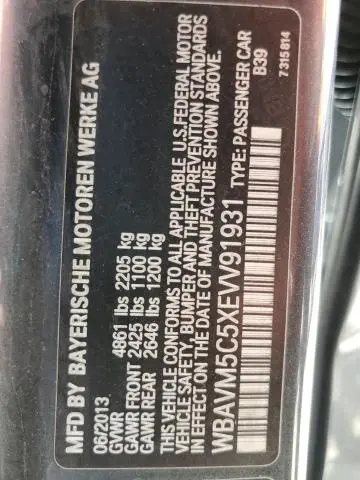 MFD BY BAYERISCHE MOTOREN WERKE AG
06/2013
GVWR 4861 lbs 2205 kg
GAWR FRONT 2425 lbs 1100 kg
GAWR REAR 2646 lbs 1200 kg
THIS VEHICLE CONFORMS TO ALL APPLICABLE U.S. FEDERAL MOTOR
VEHICLE SAFETY, BUMPER AND THEFT PREVENTION STANDARDS
IN EFFECT ON THE DATE OF MANUFACTURE SHOWN ABOVE.
WBAVM5C5XEVV91931 TYPE: PASSENGER CAR
B39
7 315 814